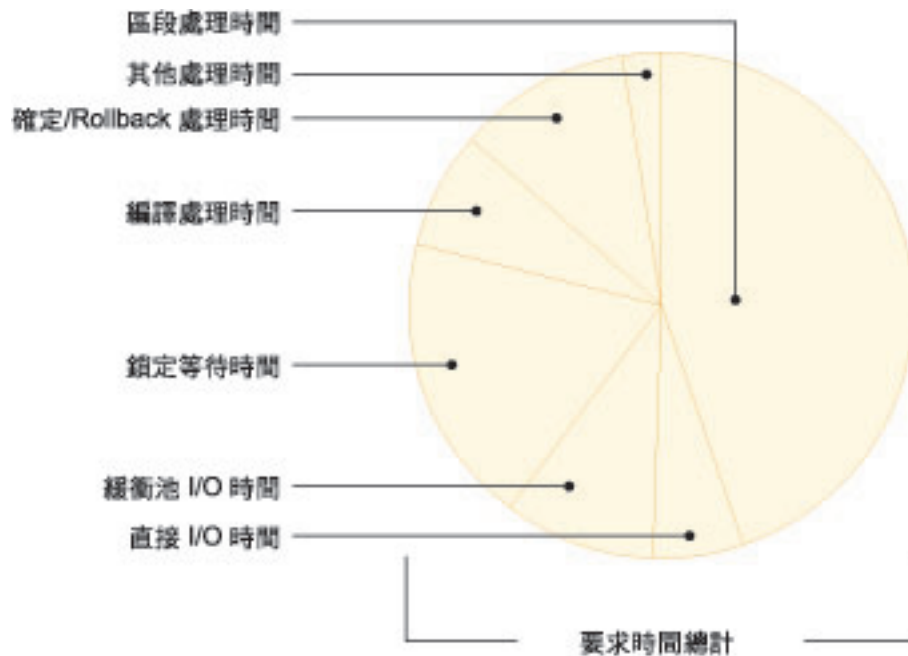 區段處理時間
其他處理時間
確定/Rollback 處理時間
編譯處理時間
鎖定等待時間
緩衝池 I/O 時間
直接 I/O 時間
要求時間總計